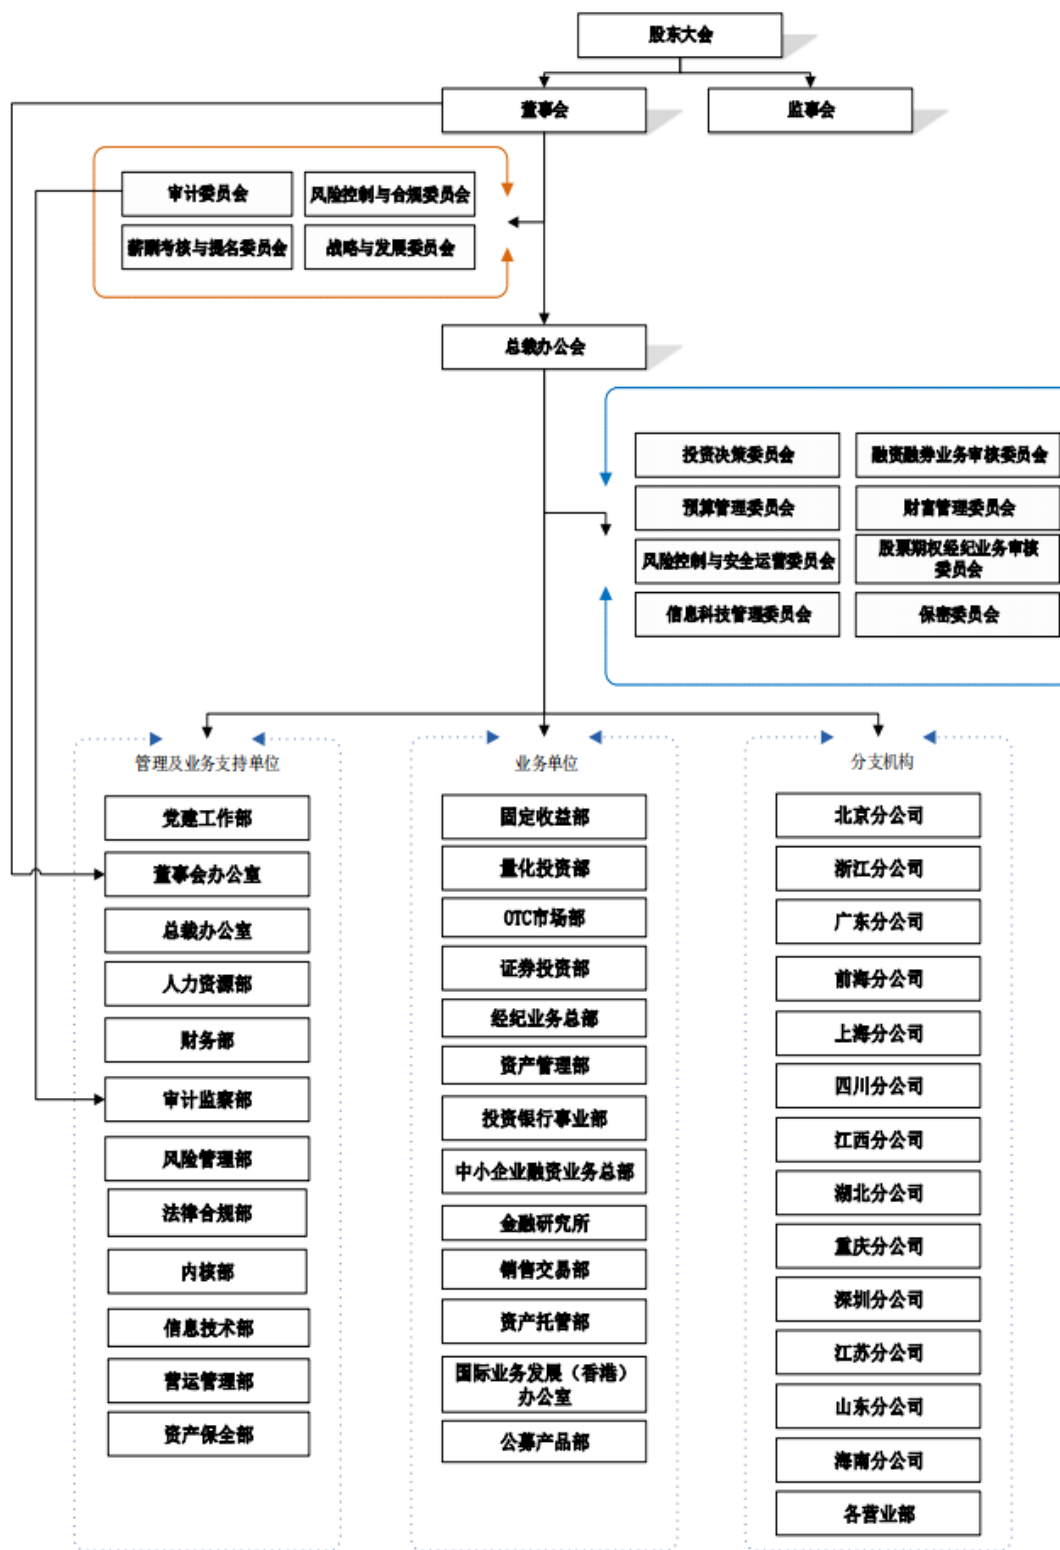 股东大会
董事会
监事会
审计委员会
风险控制与合规委员会
薪酬考核与提名委员会
战略与发展委员会
总裁办公会
投资决策委员会
融资融券业务审核委员会
预算管理委员会
财富管理委员会
风险控制与安全运营委员会
股票期权经纪业务审核
委员会
信息科技管理委员会
保密委员会
管理及业务支持单位
党建工作部
董事会办公室
总裁办公室
人力资源部
财务部
审计监察部
风险管理部
法律合规部
内核部
信息技术部
营运管理部
资产保全部
业务单位
固定收益部
量化投资部
OTC市场部
证券投资部
经纪业务总部
资产管理部
投资银行事业部
中小企业融资业务总部
金融研究所
销售交易部
资产托管部
国际业务发展（香港）
办公室
公募产品部
分支机构
北京分公司
浙江分公司
广东分公司
前海分公司
上海分公司
四川分公司
江西分公司
湖北分公司
重庆分公司
深圳分公司
江苏分公司
山东分公司
海南分公司
各营业部